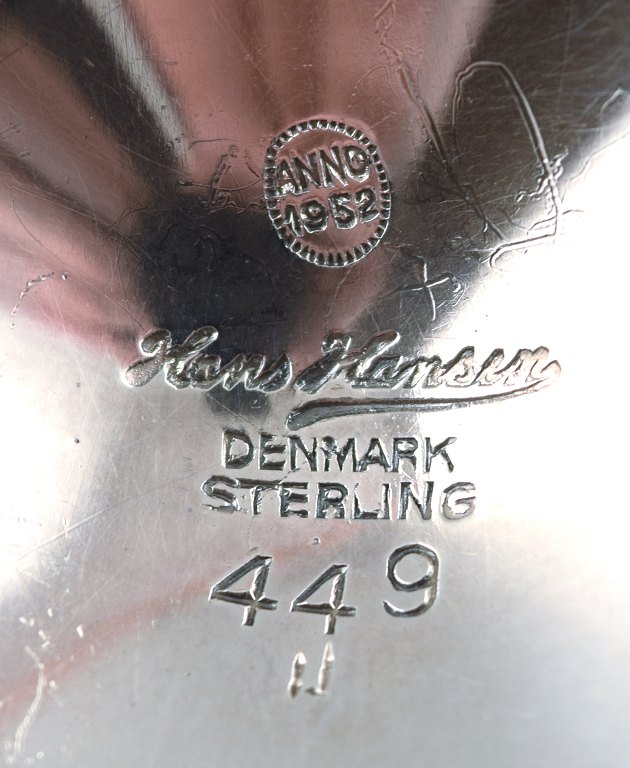 ANNO
1952
Hans Hansen
DENMARK
STERLING
449